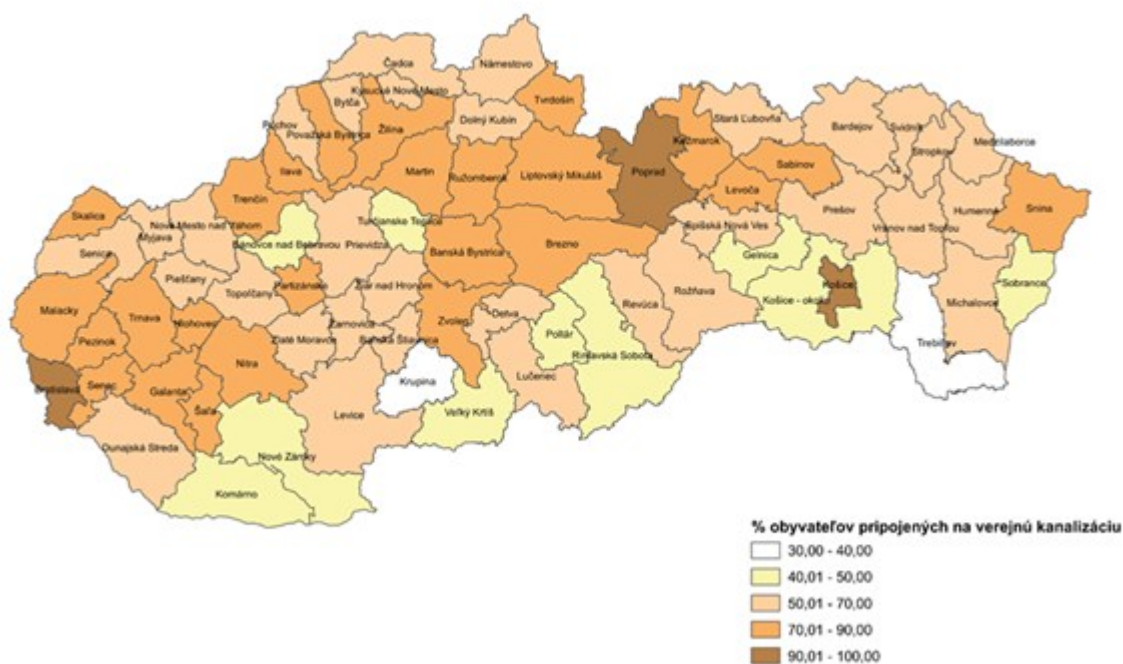 Čadca
Námestovo
Kysucké Nové Mesto
Bytča
Tvrdošín
Púchov
Považská Bystrica
Žilina
Dolný Kubín
Stará Ľubovňa
Bardejov
Svidník
Kežmarok
Stropkov
Medzilaborce
Ilava
Martin
Ružomberok
Liptovský Mikuláš
Poprad
Sabinov
Levoča
Trenčín
Skalica
Nové Mesto nad Váhom
Myjava
Turčianske Teplice
Prešov
Humenné
Snina
Senica
Bánovce nad Bebravou
Prievidza
Banská Bystrica
Brezno
Spišská Nová Ves
Vranov nad Topľou
Piešťany
Topoľčany
Partizánske
Žiar nad Hronom
Gelnica
Košice
Sobrance
Malacky
Trnava
Hlohovec
Zvolen
Detva
Revúca
Rožňava
Košice - okolie
Michalovce
Pezinok
Zlaté Moravce
Žarnovica
Banská Štiavnica
Poltár
Rimavská Sobota
Trebišov
Bratislava
Senec
Galanta
Nitra
Šaľa
Krupina
Lučenec
Veľký Krtíš
Levice
Dunajská Streda
Nové Zámky
Komárno
% obyvateľov pripojených na verejnú kanalizáciu
30,00 - 40,00
40,01 - 50,00
50,01 - 70,00
70,01 - 90,00
90,01 - 100,00